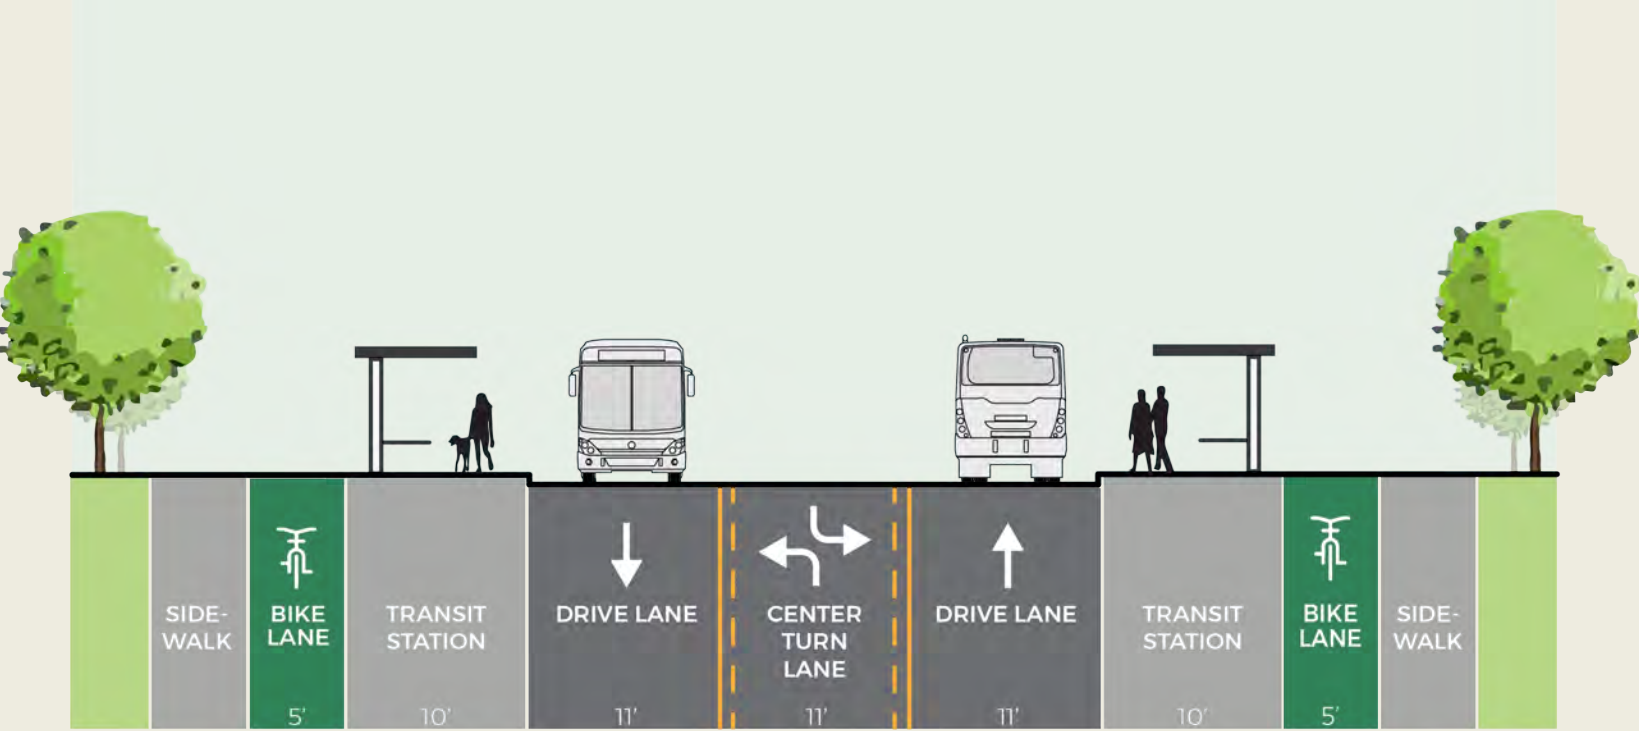 SIDE-
WALK
BIKE
LANE
5'
TRANSIT
STATION
10'
DRIVE LANE
11'
CENTER
TURN
LANE
11'
DRIVE LANE
11'
TRANSIT
STATION
10'
BIKE
LANE
5'
SIDE-
WALK